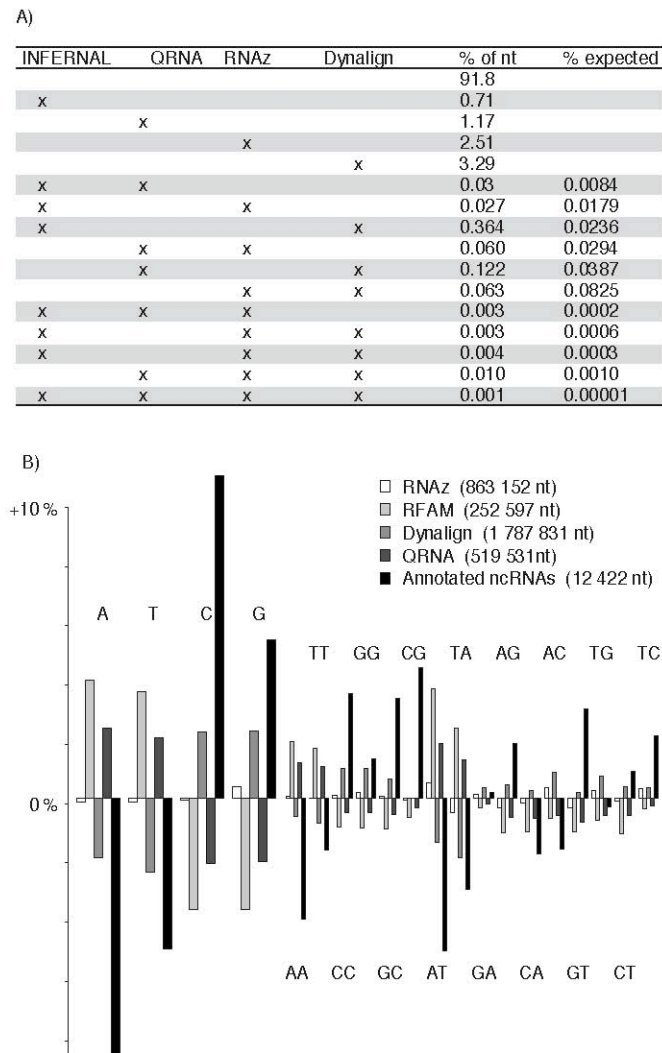 A)
INFERNAL QRNA RNAz Dynalign % of nt % expected
91.8
x 0.71
x 1.17
x 2.51
x 3.29
x x 0.03 0.0084
x x 0.027 0.0179
x x 0.364 0.0236
x x 0.060 0.0294
x x 0.122 0.0387
x x 0.063 0.0825
x x x 0.003 0.0002
x x x 0.003 0.0006
x x x 0.004 0.0003
x x x 0.010 0.0010
x x x x 0.001 0.00001
B)
+10 %
RNAz (863 152 nt)
RFAM (252 597 nt)
Dynalign (1 787 831 nt)
QRNA (519 531nt)
Annotated ncRNAs (12 422 nt)
A T C G
TT GG CG TA AG AC TG TC
0 %
AA CC GC AT GA CA GT CT